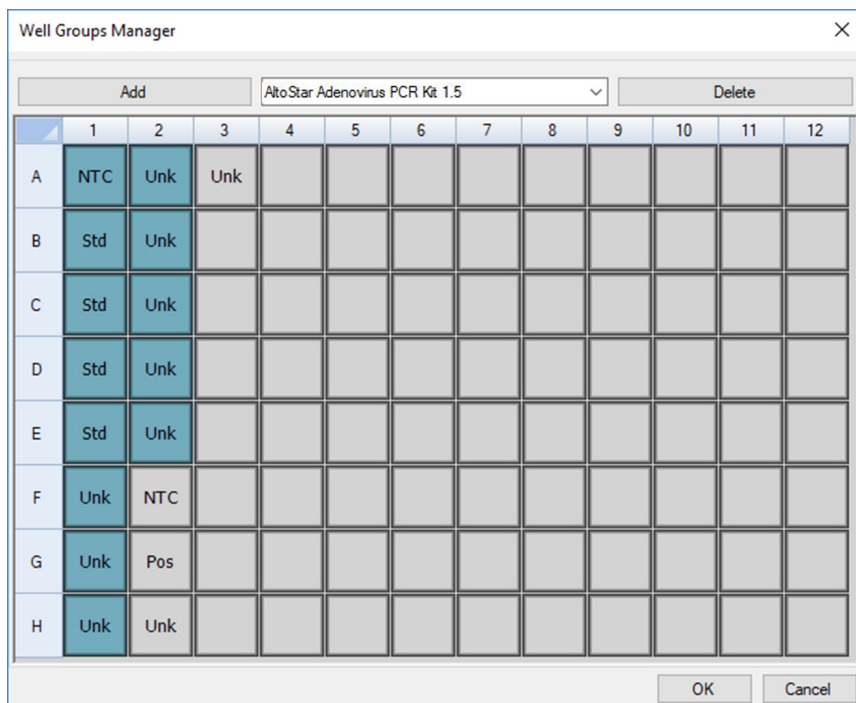 Well Groups Manager
Add AltoStar Adenovirus PCR Kit 1.5 Delete
1 2 3 4 5 6 7 8 9 10 11 12
A NTC Unk Unk
B Std Unk
C Std Unk
D Std Unk
E Std Unk
F Unk NTC
G Unk Pos
H Unk Unk
OK Cancel